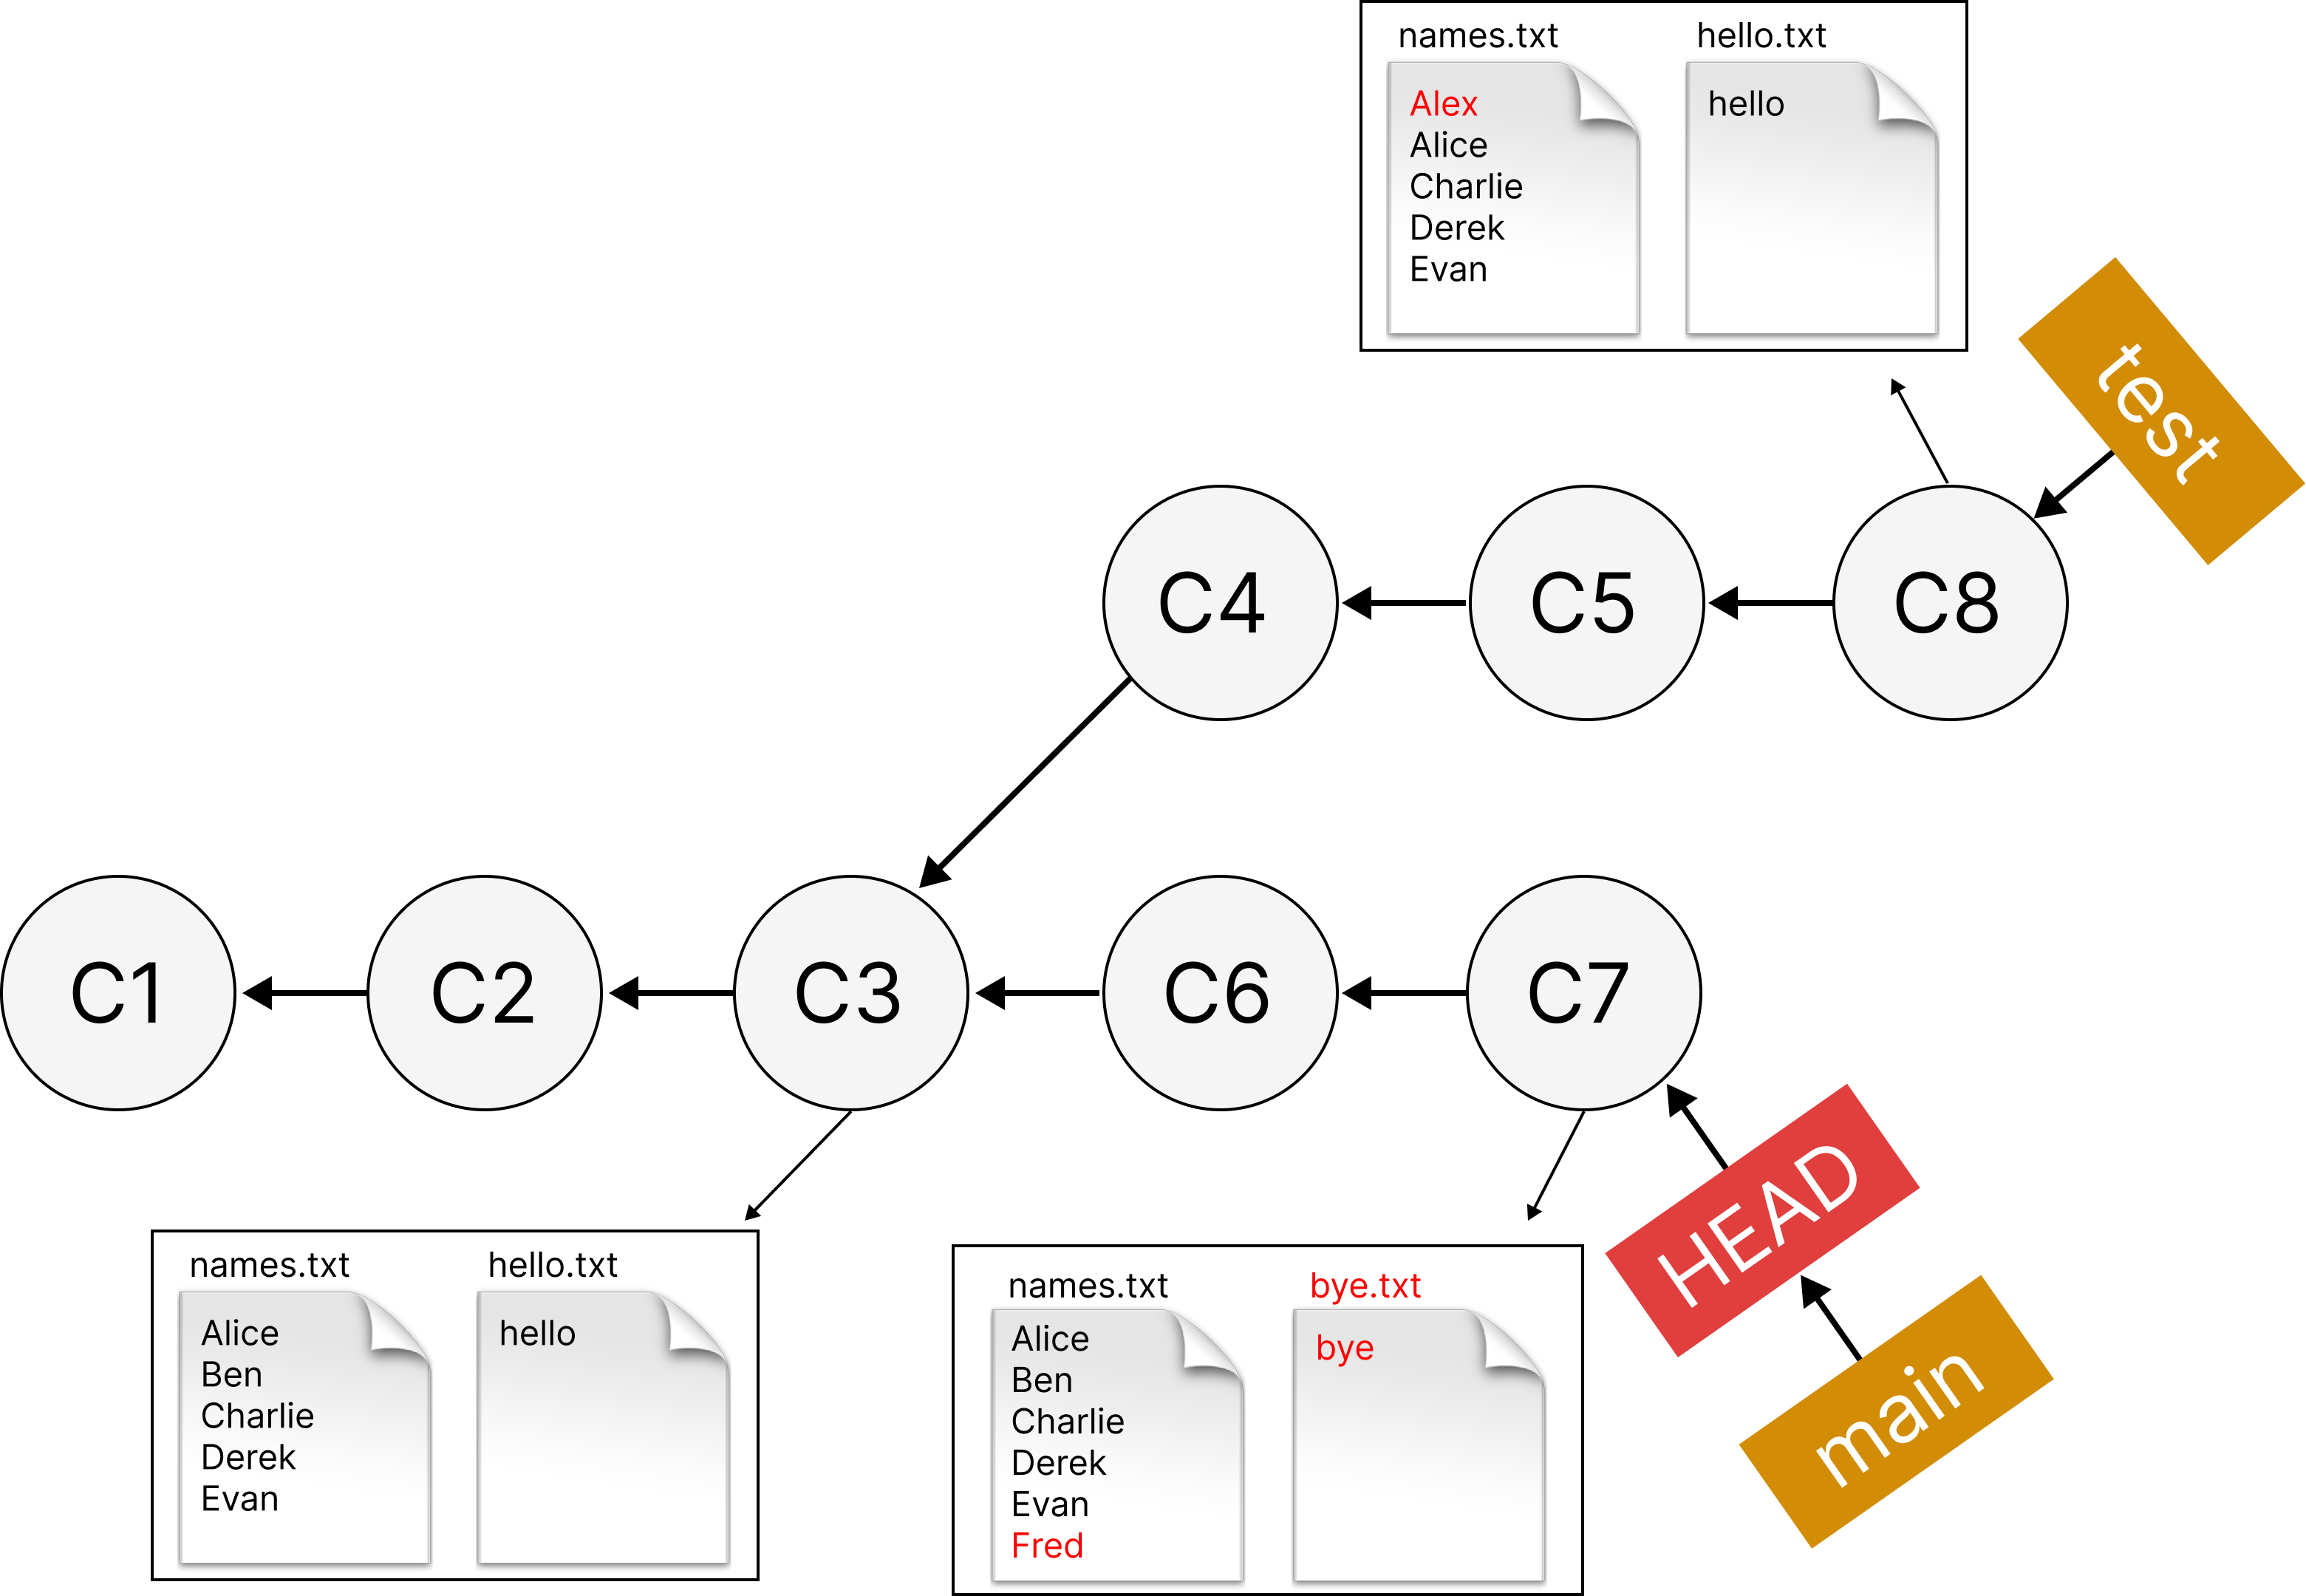 names.txt
hello.txt
Alex
Alice
Charlie
Derek
Evan
hello
test
C4
C5
C8
C1
C2
C3
C6
C7
HEAD
main
names.txt
hello.txt
Alice
Ben
Charlie
Derek
Evan
hello
names.txt
bye.txt
Alice
Ben
Charlie
Derek
Evan
Fred
bye